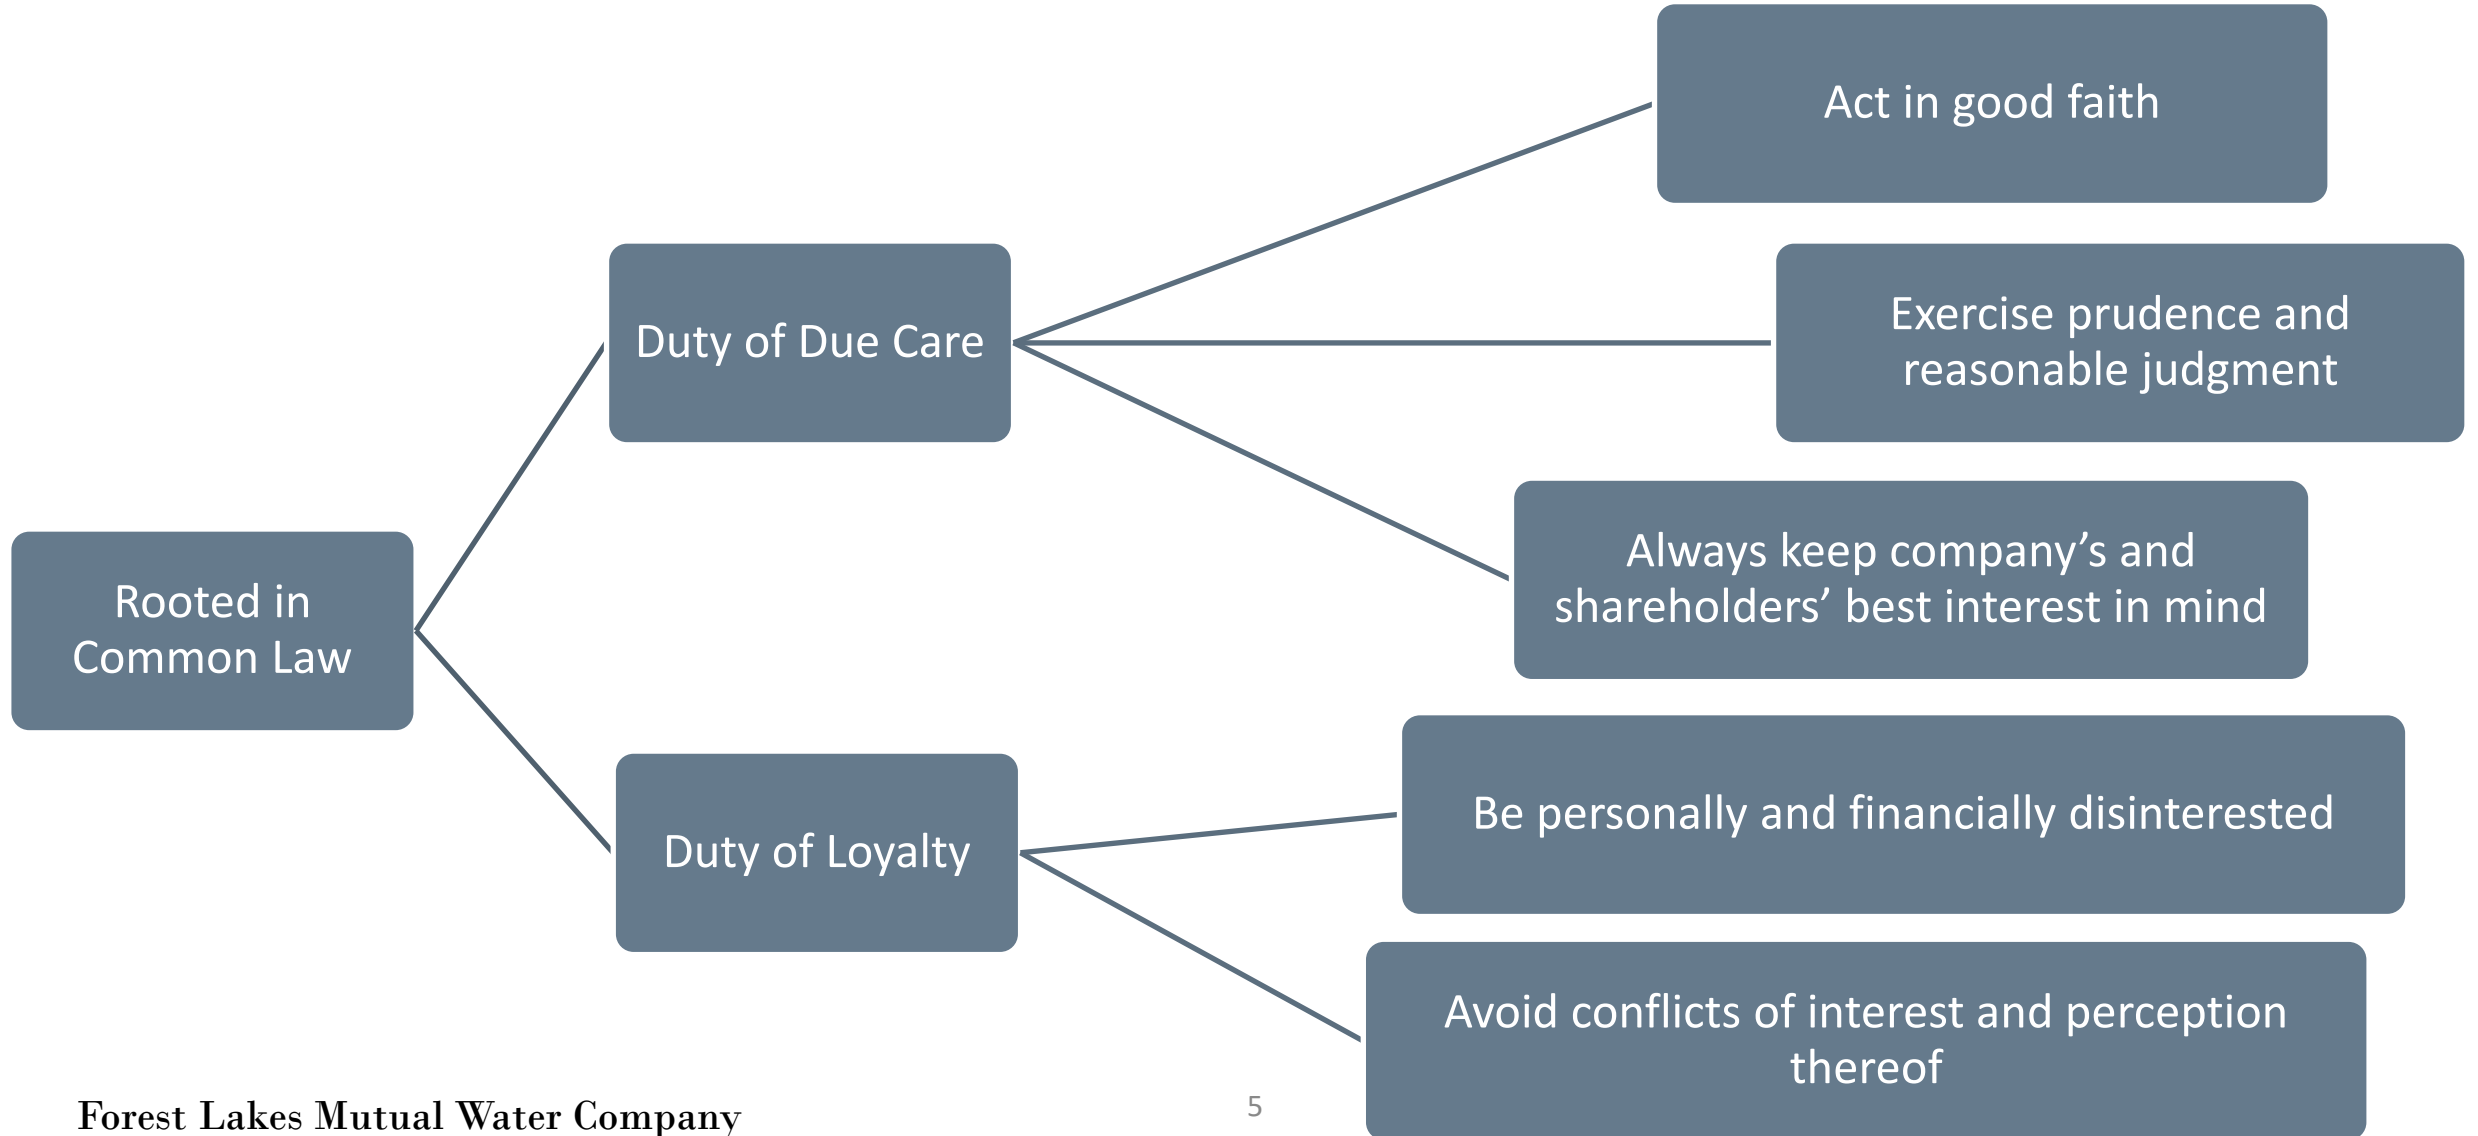 Rooted in
Common Law
Duty of Due Care
Act in good faith
Exercise prudence and
reasonable judgment
Always keep company’s and
shareholders’ best interest in mind
Duty of Loyalty
Be personally and financially disinterested
Avoid conflicts of interest and perception
thereof
Forest Lakes Mutual Water Company
5